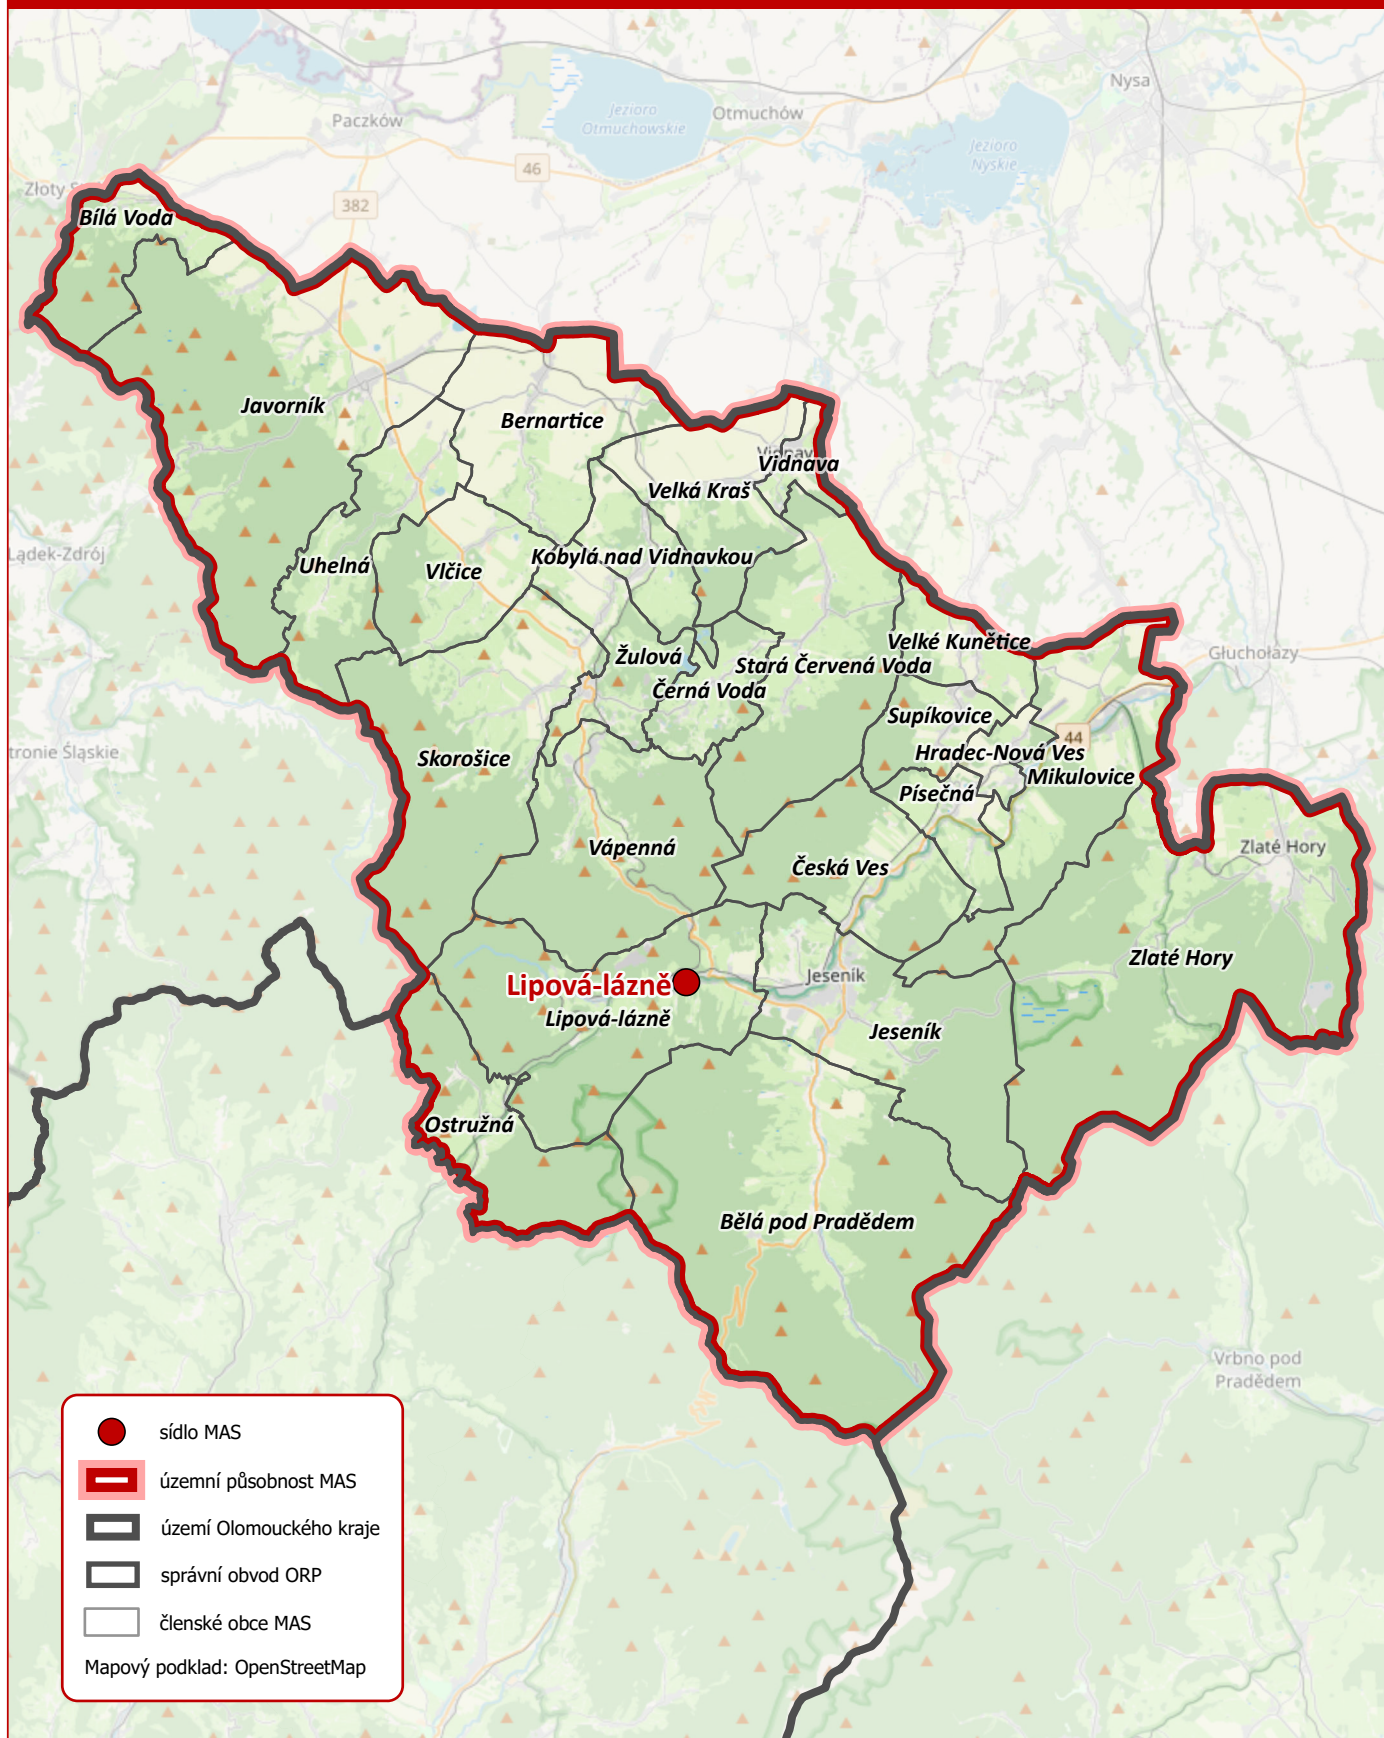 Nysa
Otmuchów
Jezioro
Otmuchowskie
Paczków
Jezioro
Nyskie
46
Złoty
382
Bílá Voda
Javorník
Bernartice
Vidnava
Velká Kraš
Lądek-Zdrój
Uhelná
Vlčice
Kobylá nad Vidnavkou
Velké Kunětice
Głuchołazy
Žulová
Stará Červená Voda
Černá Voda
Supíkovice
44
tronie Śląskie
Skorošice
Hradec-Nová Ves
Mikulovice
Písečná
Vápenná
Zlaté Hory
Česká Ves
Zlaté Hory
Jeseník
Lipová-lázně
Lipová-lázně
Jeseník
Ostružná
Bělá pod Pradědem
Vrbno pod
Pradědem
sídlo MAS
územní působnost MAS
území Olomouckého kraje
správní obvod ORP
členské obce MAS
Mapový podklad: OpenStreetMap